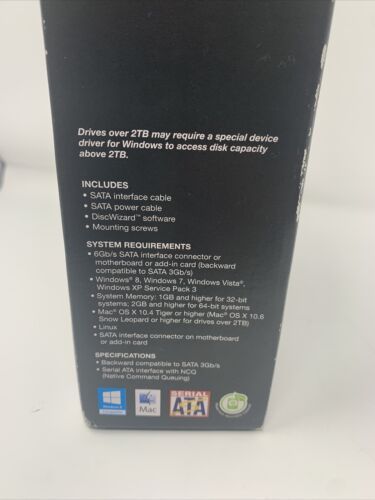 Drives over 2TB may require a special device
driver for Windows to access disk capacity
above 2TB.
INCLUDES
• SATA interface cable
• SATA power cable
• DiscWizard™ software
• Mounting screws
SYSTEM REQUIREMENTS
• 6Gb/s SATA interface connector on
motherboard or add-in card (backward
compatible to SATA 3Gb/s)
• Windows® 8, Windows 7, Windows Vista®,
Windows XP Service Pack 3
• System Memory: 1GB and higher for 32-bit
systems; 2GB and higher for 64-bit systems
• Mac® OS X 10.4 Tiger or higher (Mac® OS X 10.6
Snow Leopard or higher for drives over 2TB)
• Linux
• SATA interface connector on motherboard
or add-in card
SPECIFICATIONS
• Backward compatible to SATA 3Gb/s
• Serial ATA interface with NCQ
(Native Command Queuing)
Windows 8
Mac
SERIAL
ATA